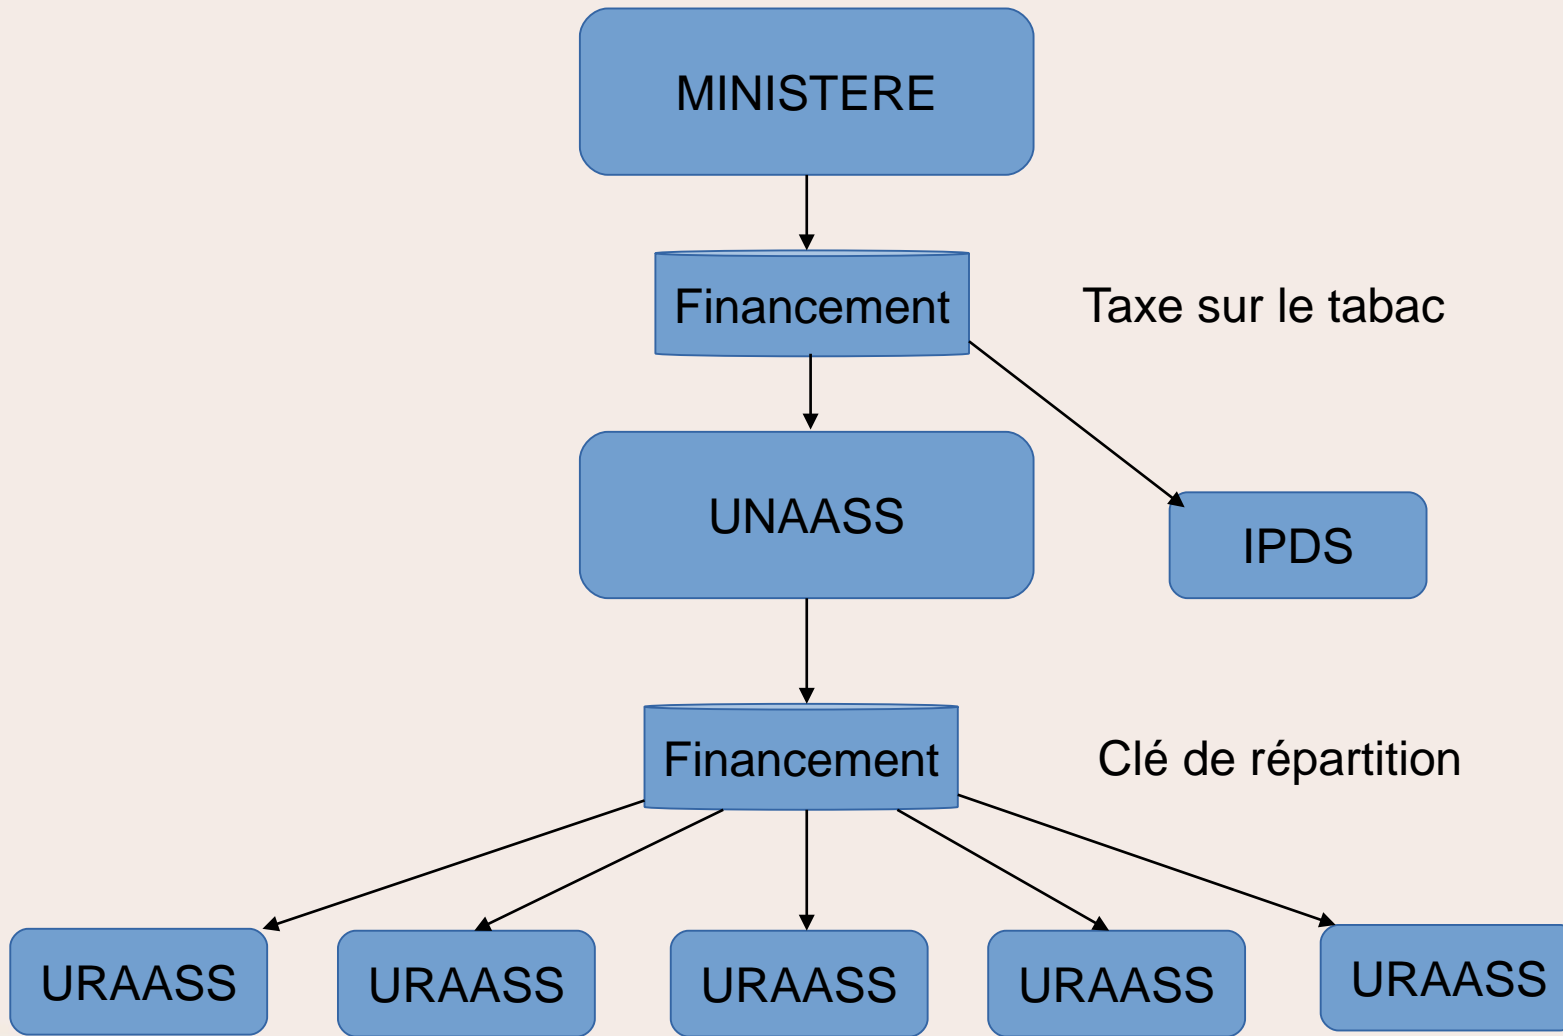 MINISTERE
Financement
Taxe sur le tabac
UNAASS
IPDS
Financement
Clé de répartition
URAASS
URAASS
URAASS
URAASS
URAASS